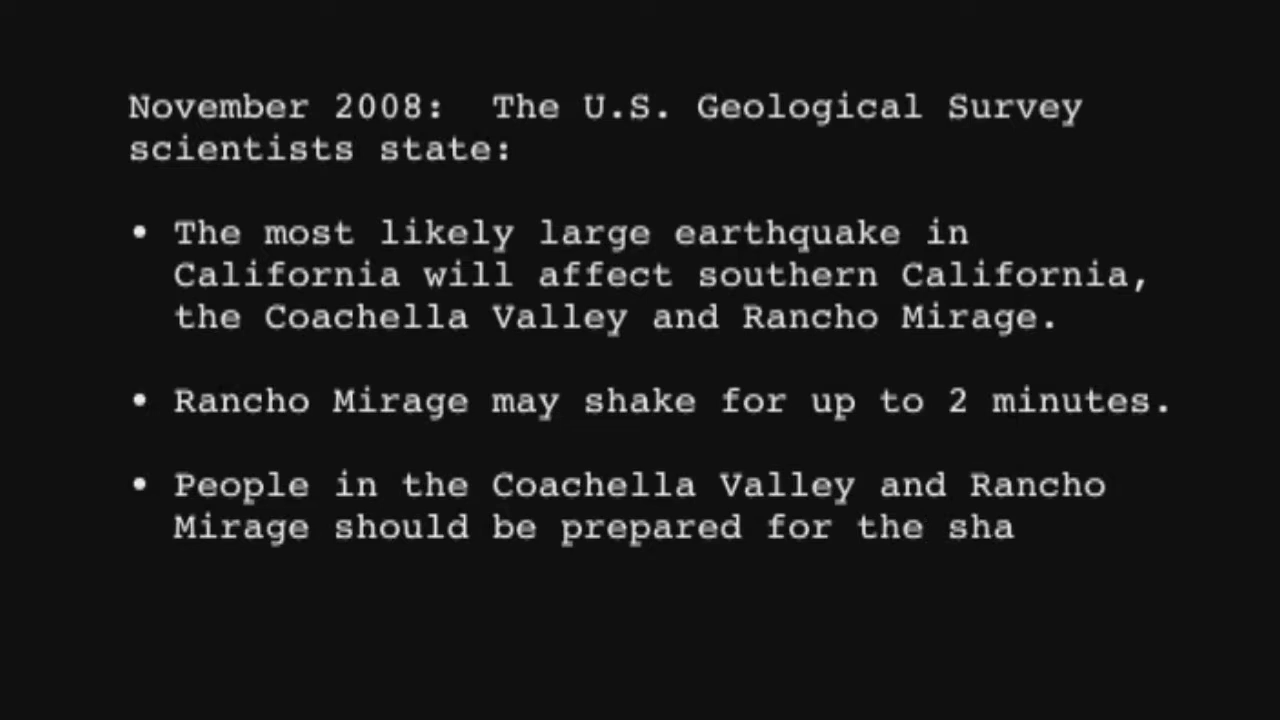 November 2008:  The U.S. Geological Survey
scientists state:
• The most likely large earthquake in
California will affect southern California,
the Coachella Valley and Rancho Mirage.
• Rancho Mirage may shake for up to 2 minutes.
• People in the Coachella Valley and Rancho
Mirage should be prepared for the sha